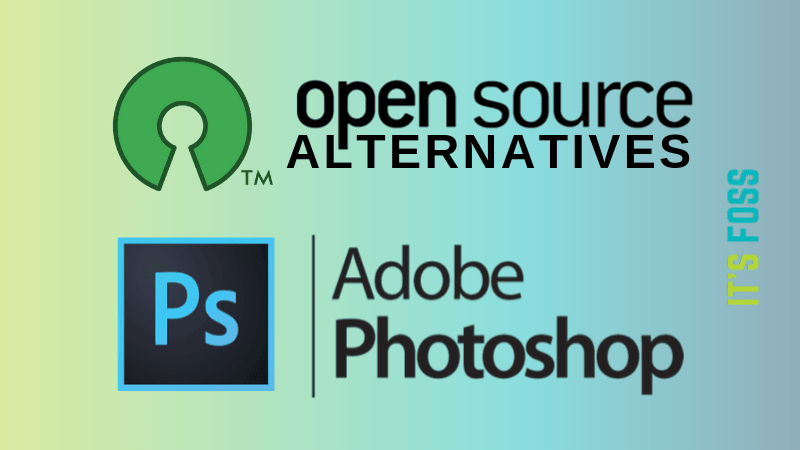 open source
ALTERNATIVES
TM
Ps
Adobe
Photoshop
IT'S FOSS